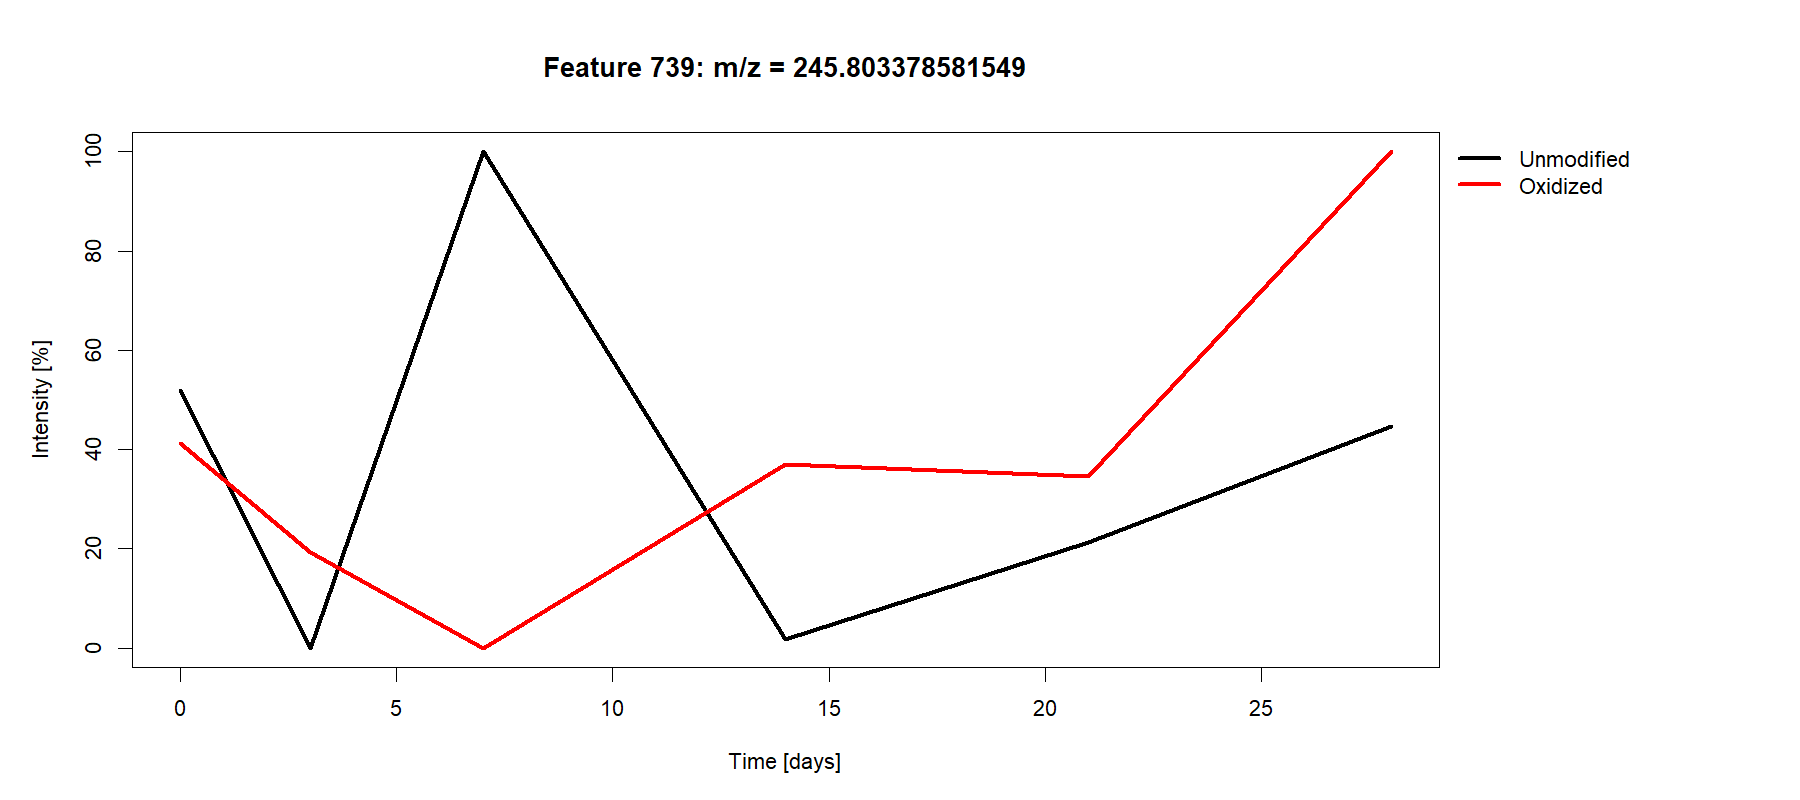 Feature 739: m/z = 245.803378581549
Unmodified
Oxidized
Intensity [%]
100
80
60
40
20
0
0 5 10 15 20 25
Time [days]